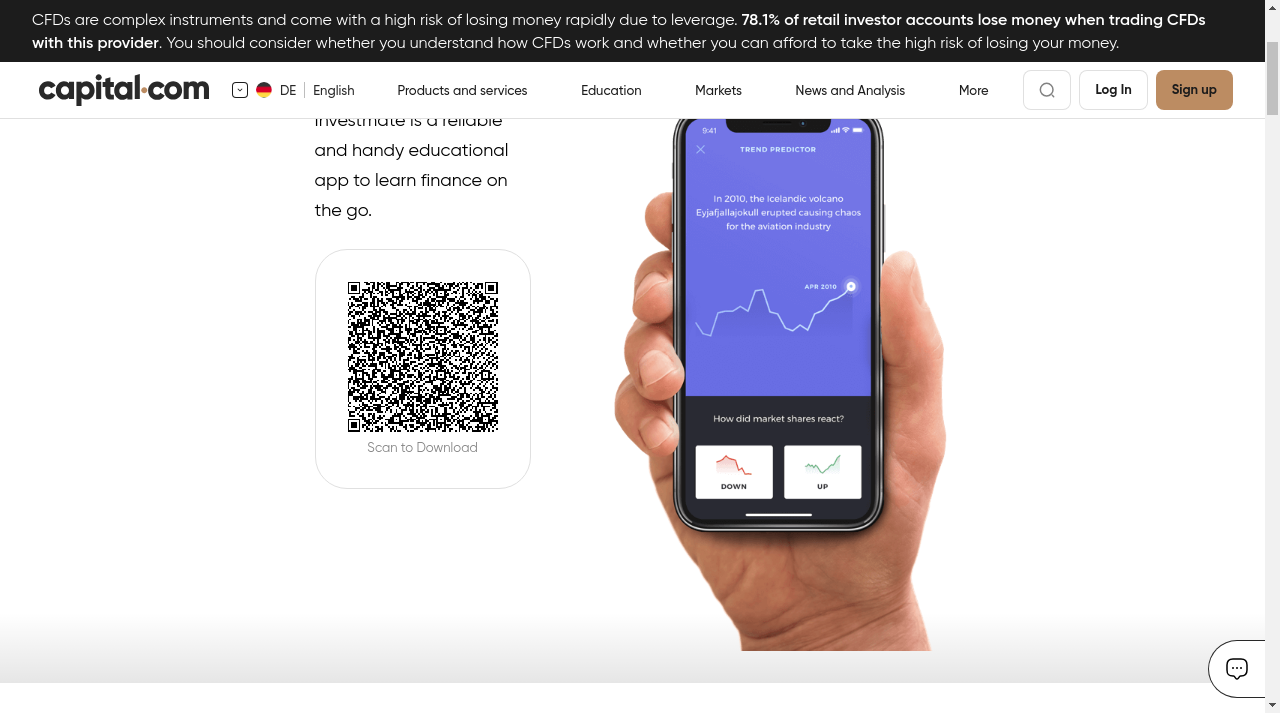 CFDs are complex instruments and come with a high risk of losing money rapidly due to leverage. 78.1% of retail investor accounts lose money when trading CFDs
with this provider. You should consider whether you understand how CFDs work and whether you can afford to take the high risk of losing your money.
capital.com
DE
English
Products and services
Education
Markets
News and Analysis
More
Log In
Sign up
Investmate is a reliable
and handy educational
app to learn finance on
the go.
Scan to Download
9:41
TREND PREDICTOR
In 2010, the Icelandic volcano
Eyjafjallajokull erupted causing chaos
for the aviation industry
APR 2010
How did market shares react?
DOWN
UP